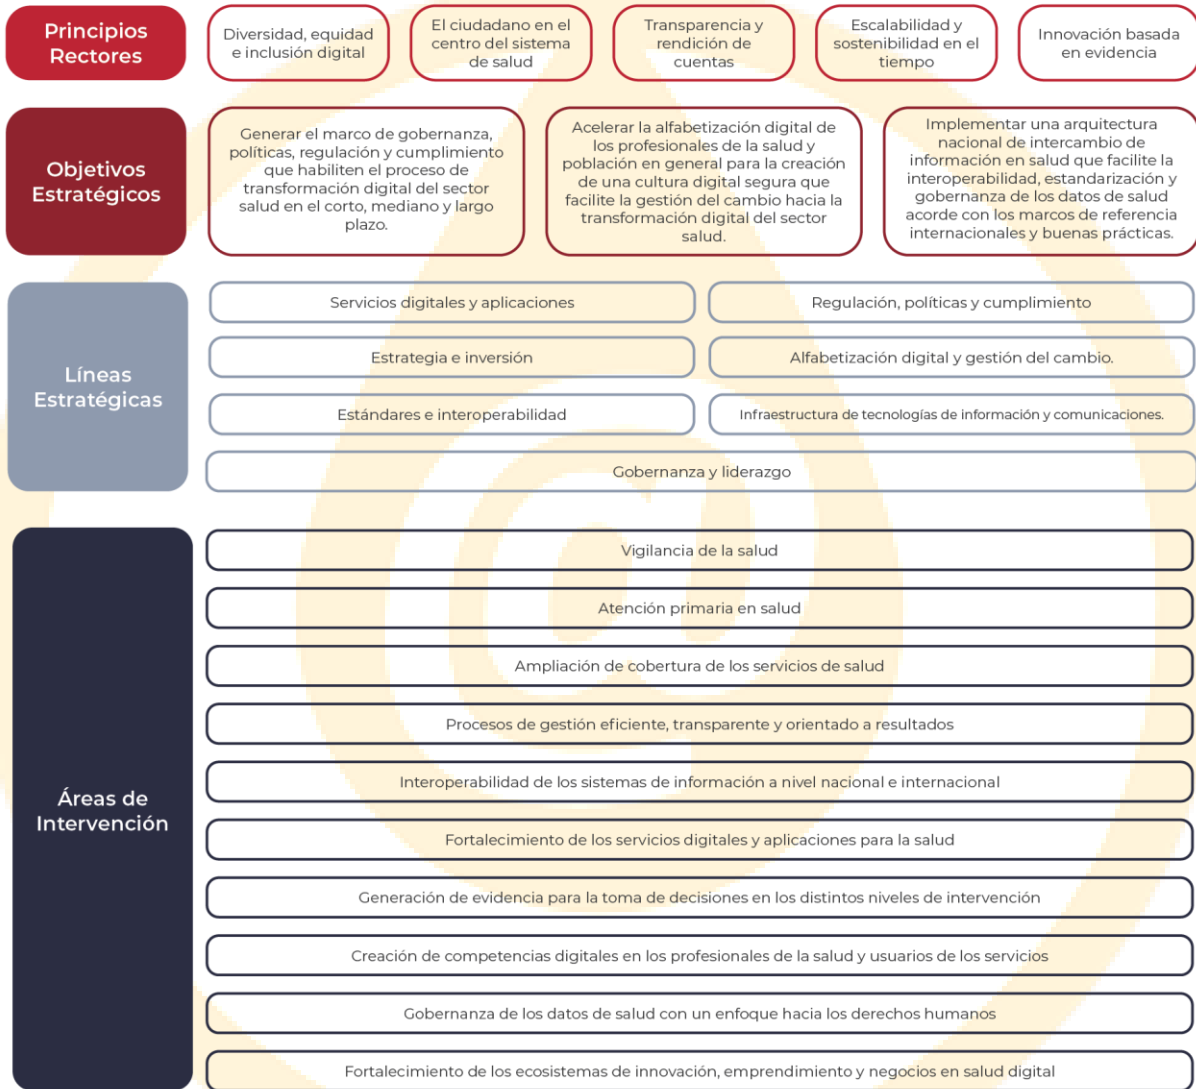 Principios
Rectores
Diversidad, equidad
e inclusión digital
El ciudadano en el
centro del sistema
de salud
Transparencia y
rendición de
cuentas
Escalabilidad y
sostenibilidad en el
tiempo
Innovación basada
en evidencia
Objetivos
Estratégicos
Generar el marco de gobernanza,
políticas, regulación y cumplimiento
que habiliten el proceso de
transformación digital del sector
salud en el corto, mediano y largo
plazo.
Acelerar la alfabetización digital de
los profesionales de la salud y
población en general para la creación
de una cultura digital segura que
facilite la gestión del cambio hacia la
transformación digital del sector
salud.
Implementar una arquitectura
nacional de intercambio de
información en salud que facilite la
interoperabilidad, estandarización y
gobernanza de los datos de salud
acorde con los marcos de referencia
internacionales y buenas prácticas.
Líneas
Estratégicas
Servicios digitales y aplicaciones
Regulación, políticas y cumplimiento
Estrategia e inversión
Alfabetización digital y gestión del cambio.
Estándares e interoperabilidad
Infraestructura de tecnologías de información y comunicaciones.
Gobernanza y liderazgo
Áreas de
Intervención
Vigilancia de la salud
Atención primaria en salud
Ampliación de cobertura de los servicios de salud
Procesos de gestión eficiente, transparente y orientado a resultados
Interoperabilidad de los sistemas de información a nivel nacional e internacional
Fortalecimiento de los servicios digitales y aplicaciones para la salud
Generación de evidencia para la toma de decisiones en los distintos niveles de intervención
Creación de competencias digitales en los profesionales de la salud y usuarios de los servicios
Gobernanza de los datos de salud con un enfoque hacia los derechos humanos
Fortalecimiento de los ecosistemas de innovación, emprendimiento y negocios en salud digital